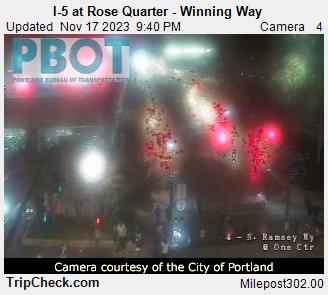 I-5 at Rose Quarter - Winning Way
Updated Nov 17 2023 9:40 PM Camera 4
PBOT
PORTLAND BUREAU OF TRANSPORTATION
4 - N. Ramsey Wy
@ One Ctr
Camera courtesy of the City of Portland
TripCheck.com Milepost302.00